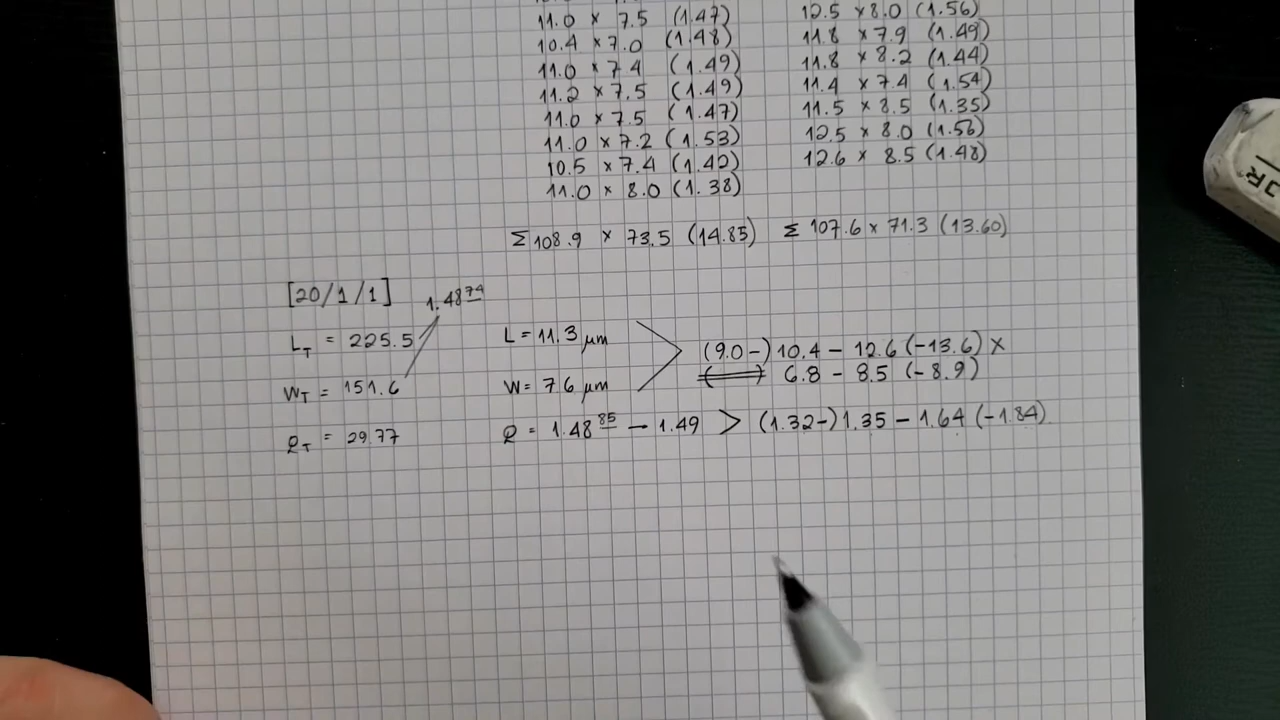 11.0 x 7.5 (1.47) 12.5 x 8.0 (1.56)
10.4 x 7.0 (1.48) 11.8 x 7.9 (1.49)
11.0 x 7.4 (1.49) 11.8 x 8.2 (1.44)
11.2 x 7.5 (1.49) 11.4 x 7.4 (1.54)
11.0 x 7.5 (1.47) 11.5 x 8.5 (1.35)
11.0 x 7.2 (1.53) 12.5 x 8.0 (1.56)
10.5 x 7.4 (1.42) 12.6 x 8.5 (1.48)
11.0 x 8.0 (1.38)
Σ 108.9 x 73.5 (14.85) Σ 107.6 x 71.3 (13.60)
[20/1/1] 1.4874
LT = 225.5 L = 11.3 µm (9.0-) 10.4 - 12.6 (-13.6) x
WT = 151.6 W = 7.6 µm 6.8 - 8.5 (-8.9)
QT = 29.77 Q = 1.4885 - 1.49 > (1.32-) 1.35 - 1.64 (-1.84)